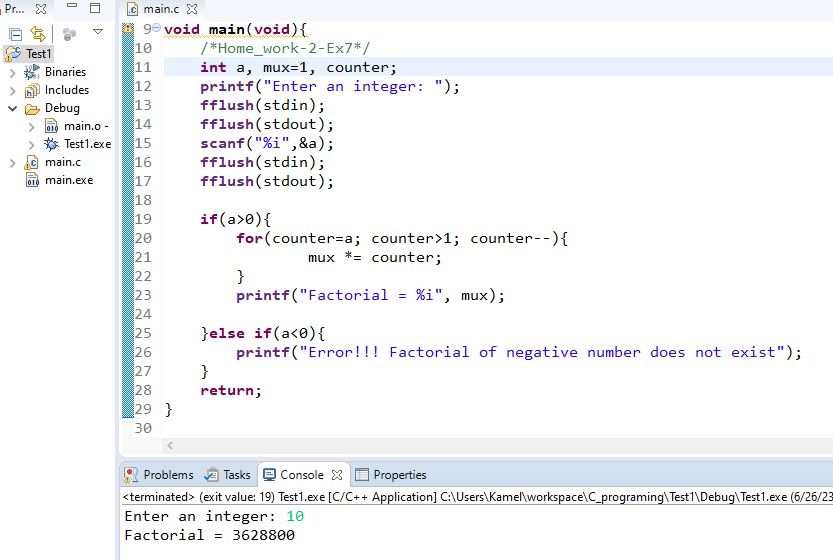 Pr...
Test1
Binaries
Includes
Debug
main.o -
Test1.exe
main.c
main.exe
main.c
9 void main(void){
10     /*Home_work-2-Ex7*/
11     int a, mux=1, counter;
12     printf("Enter an integer: ");
13     fflush(stdin);
14     fflush(stdout);
15     scanf("%i",&a);
16     fflush(stdin);
17     fflush(stdout);
18
19     if(a>0){
20         for(counter=a; counter>1; counter--){
21                 mux *= counter;
22         }
23         printf("Factorial = %i", mux);
24
25     }else if(a<0){
26         printf("Error!!! Factorial of negative number does not exist");
27     }
28     return;
29 }
30
Problems Tasks Console Properties
<terminated> (exit value: 19) Test1.exe [C/C++ Application] C:\Users\Kamel\workspace\C_programing\Test1\Debug\Test1.exe (6/26/23
Enter an integer: 10
Factorial = 3628800